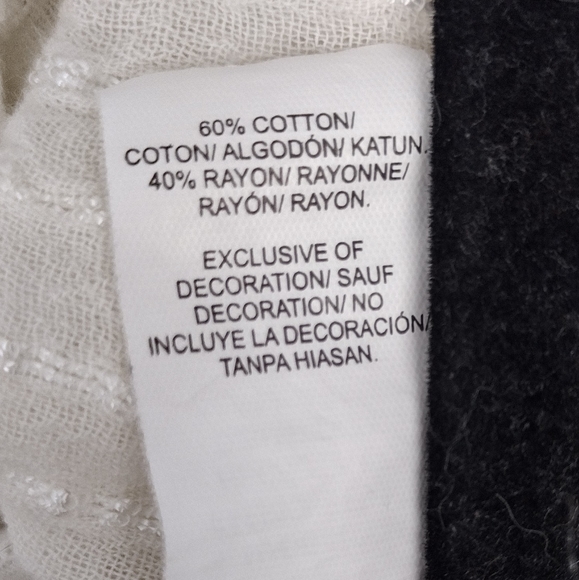 60% COTTON/
COTON/ ALGODÓN/ KATUN.
40% RAYON/ RAYONNE/
RAYÓN/ RAYON.
EXCLUSIVE OF
DECORATION/ SAUF
DECORATION/ NO
INCLUYE LA DECORACIÓN/
TANPA HIASAN.